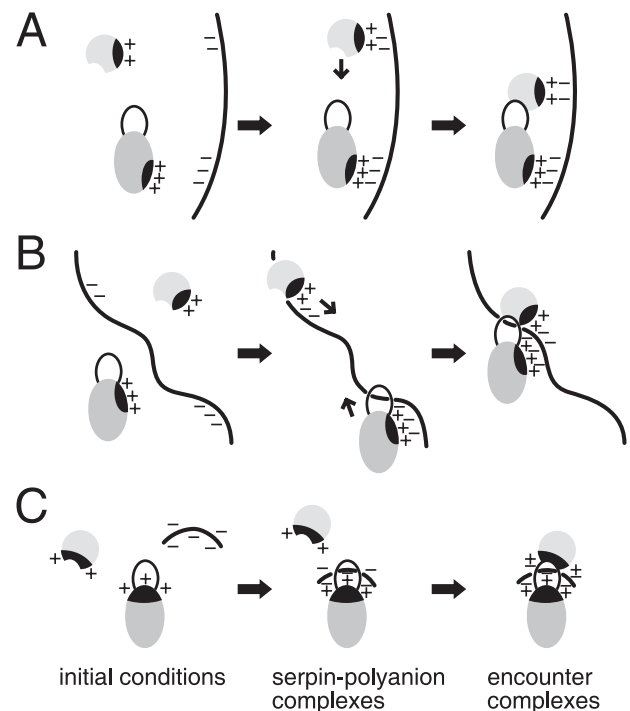 A
B
C
initial conditions
serpin-polyanion
complexes
encounter
complexes